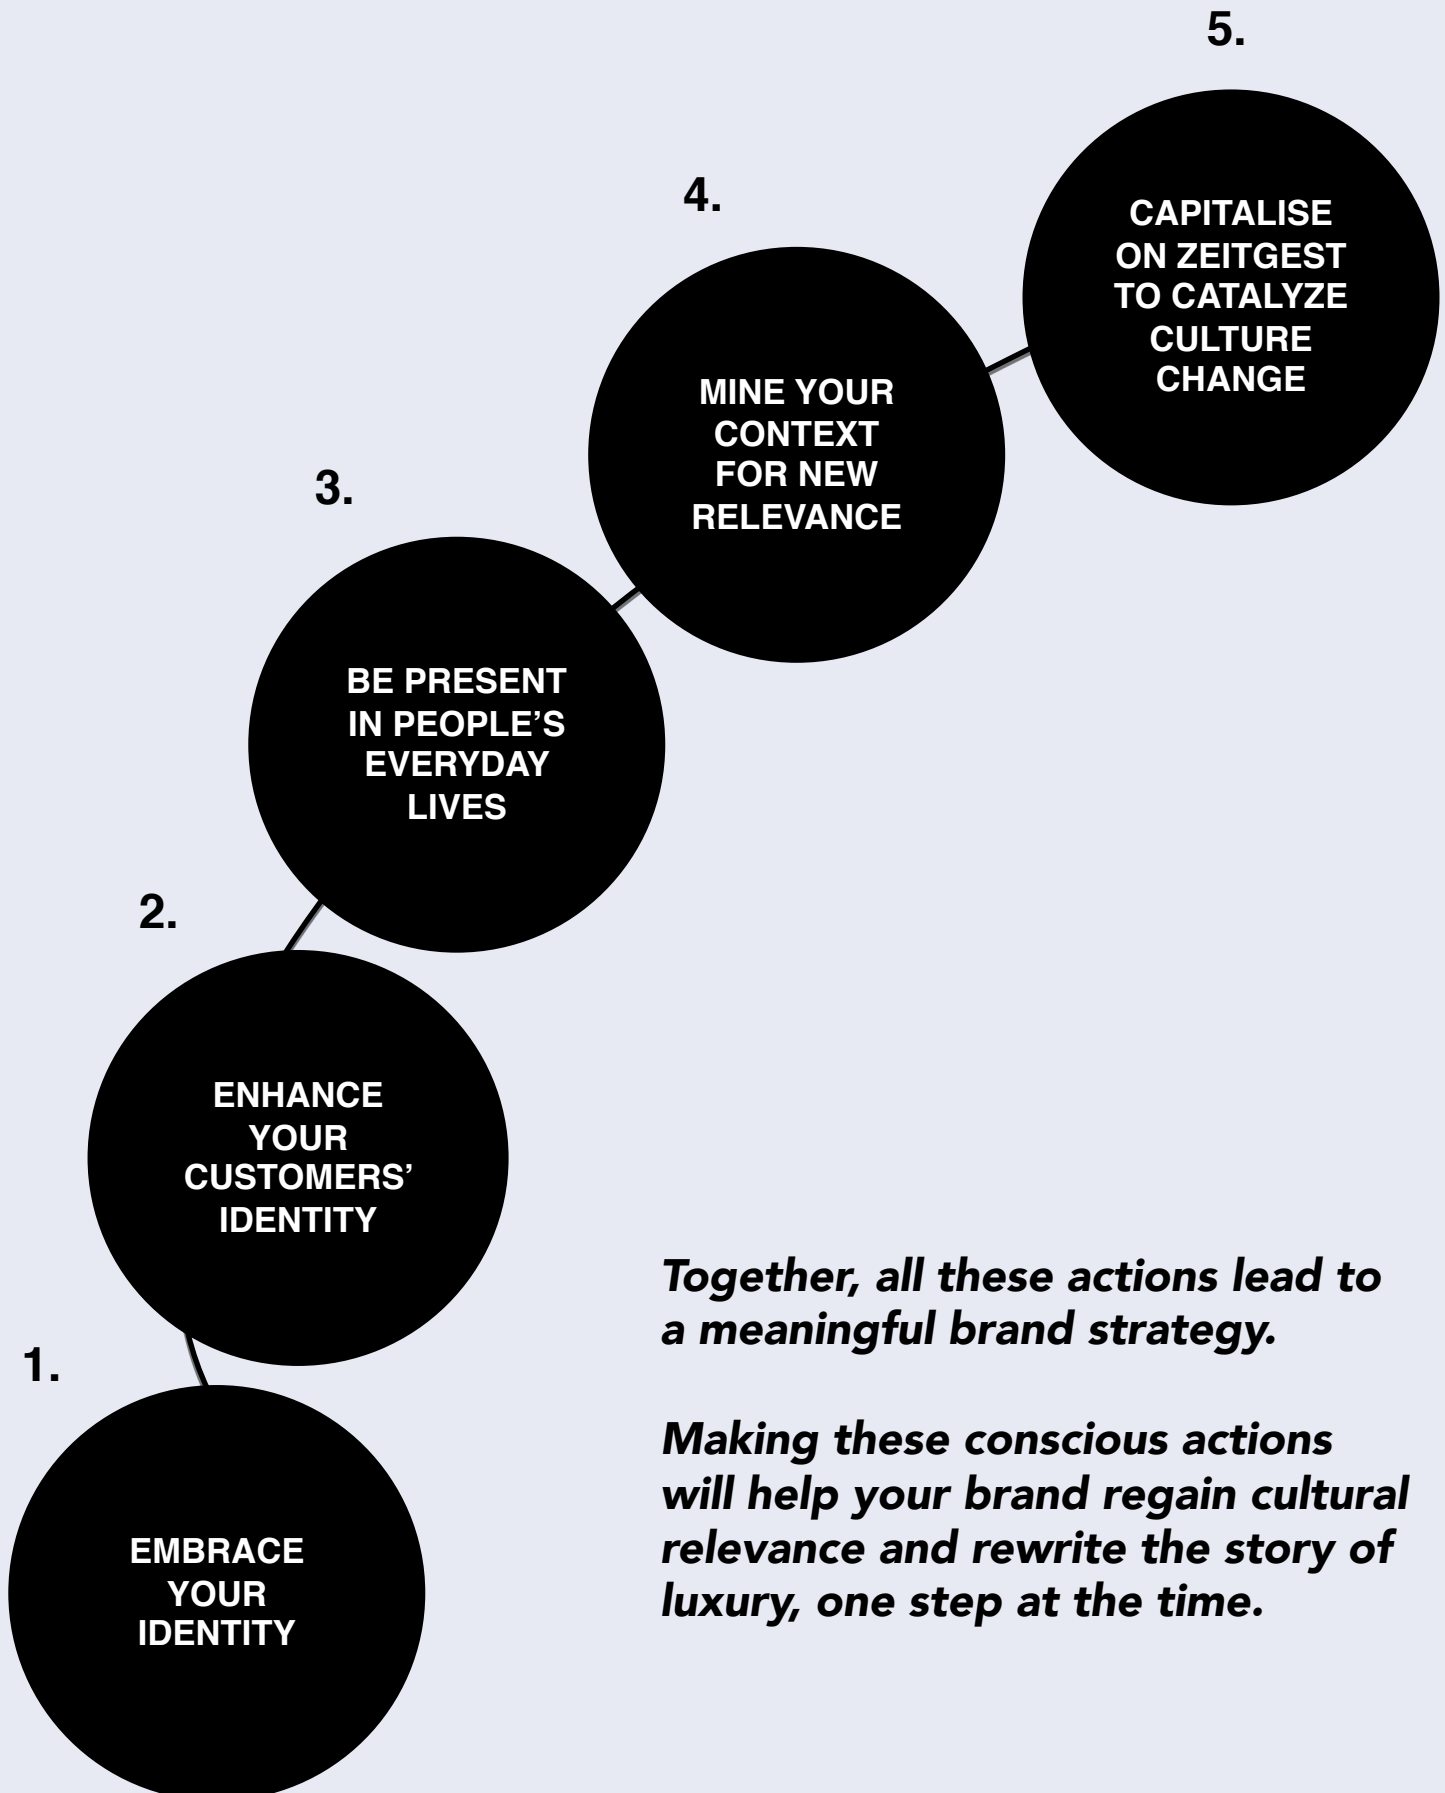 5.
CAPITALISE
ON ZEITGEST
TO CATALYZE
CULTURE
CHANGE
4.
MINE YOUR
CONTEXT
FOR NEW
RELEVANCE
3.
BE PRESENT
IN PEOPLE’S
EVERYDAY
LIVES
2.
ENHANCE
YOUR
CUSTOMERS’
IDENTITY
1.
EMBRACE
YOUR
IDENTITY
Together, all these actions lead to
a meaningful brand strategy.
Making these conscious actions
will help your brand regain cultural
relevance and rewrite the story of
luxury, one step at the time.